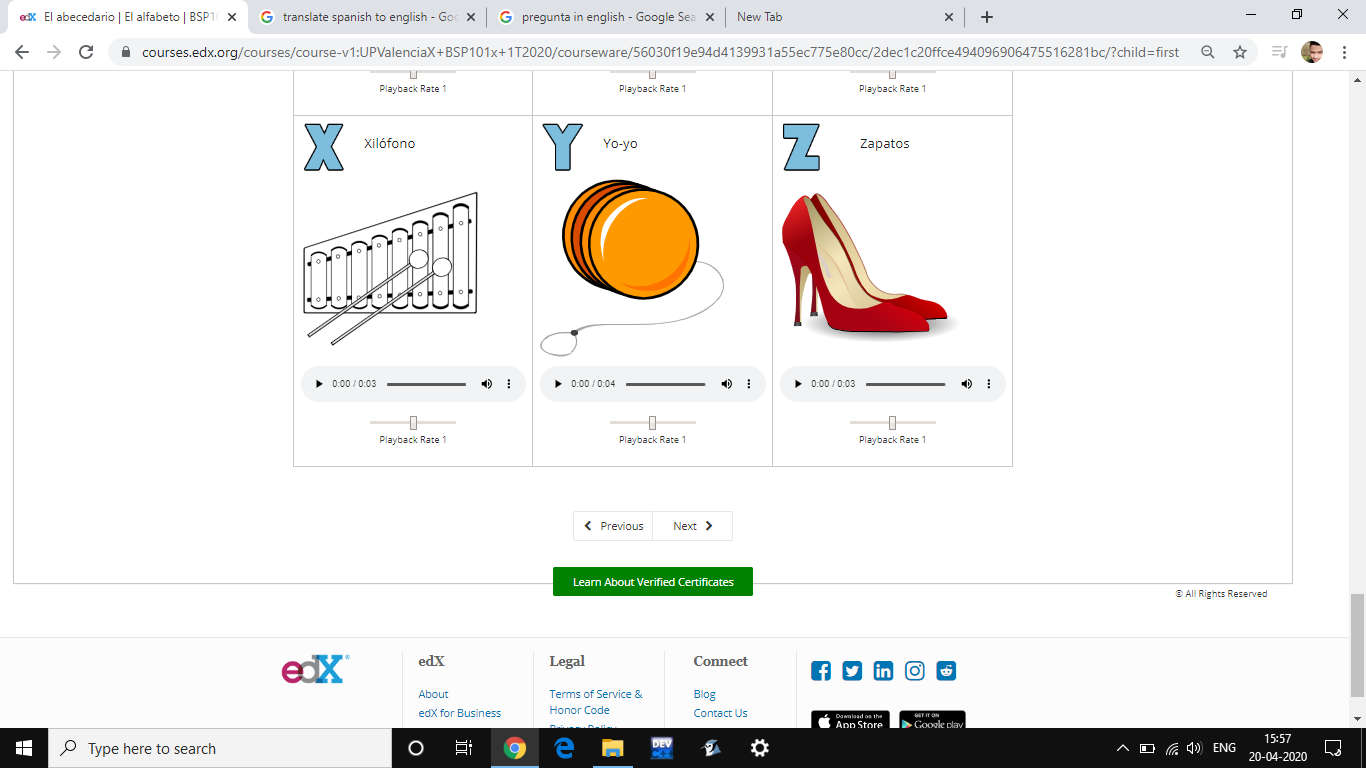 El abecedario | El alfabeto | BSP10
translate spanish to english - Goo
pregunta in english - Google Sea
New Tab
courses.edx.org/courses/course-v1:UPValenciaX+BSP101x+1T2020/courseware/56030f19e94d4139931a55ec775e80cc/2dec1c20ffce494096906475516281bc/?child=first
Playback Rate 1
Playback Rate 1
Playback Rate 1
X Xilófono
Y Yo-yo
Z Zapatos
0:00 / 0:03
0:00 / 0:04
0:00 / 0:03
Playback Rate 1
Playback Rate 1
Playback Rate 1
Previous
Next
Learn About Verified Certificates
© All Rights Reserved
edX
edX
About
edX for Business
Legal
Terms of Service &
Honor Code
Privacy Policy
Connect
Blog
Contact Us
Download on the
App Store
GET IT ON
Google play
Type here to search
DEV
ENG
15:57
20-04-2020